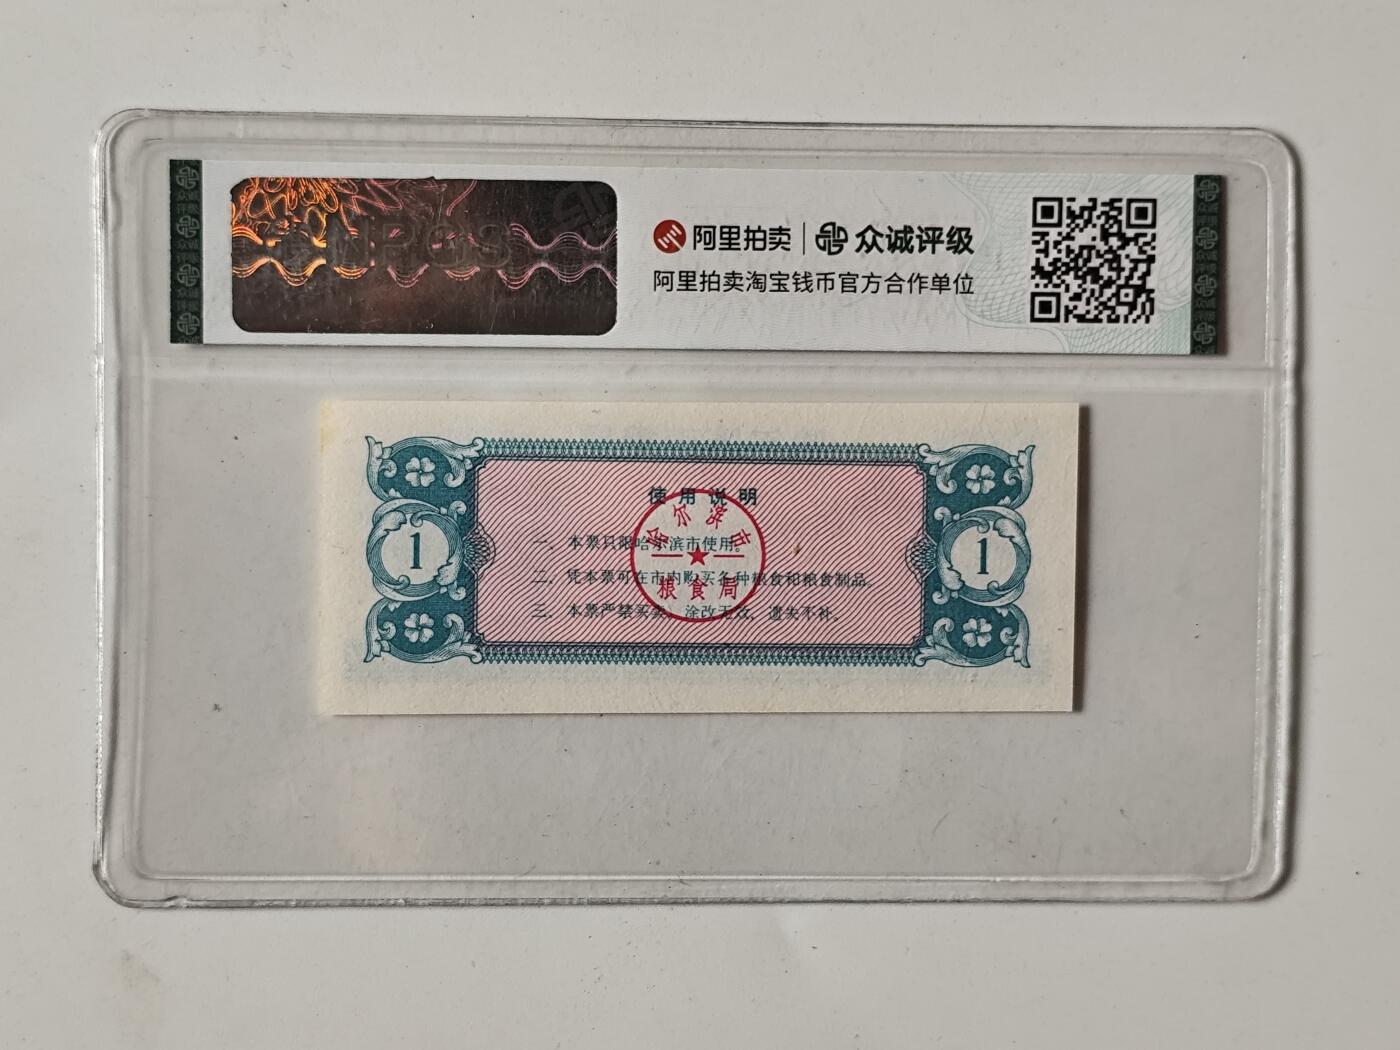 阿里拍卖 | 众诚评级
阿里拍卖淘宝钱币官方合作单位
使用说明
一、本票只限哈尔滨市使用。
二、凭本票可在市内购买各种粮食和粮食制品。
三、本票严禁买卖，涂改无效，遗失不补。
哈尔滨市
粮食局
1
1